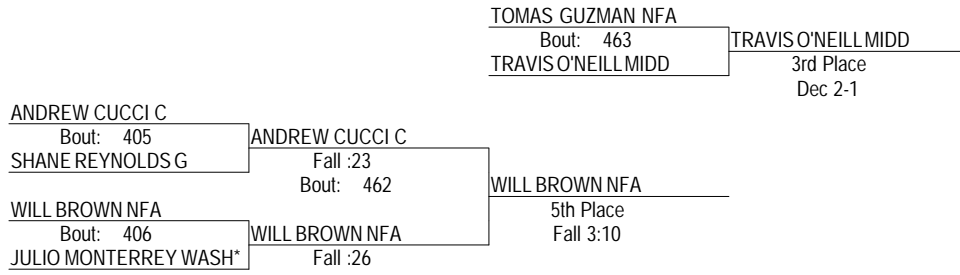 TOMAS GUZMAN NFA
Bout: 463
TRAVIS O'NEILL MIDD
TRAVIS O'NEILL MIDD
3rd Place
Dec 2-1
ANDREW CUCCI C
Bout: 405
SHANE REYNOLDS G
ANDREW CUCCI C
Fall :23
Bout: 462
WILL BROWN NFA
Bout: 406
JULIO MONTERREY WASH*
WILL BROWN NFA
Fall :26
WILL BROWN NFA
5th Place
Fall 3:10